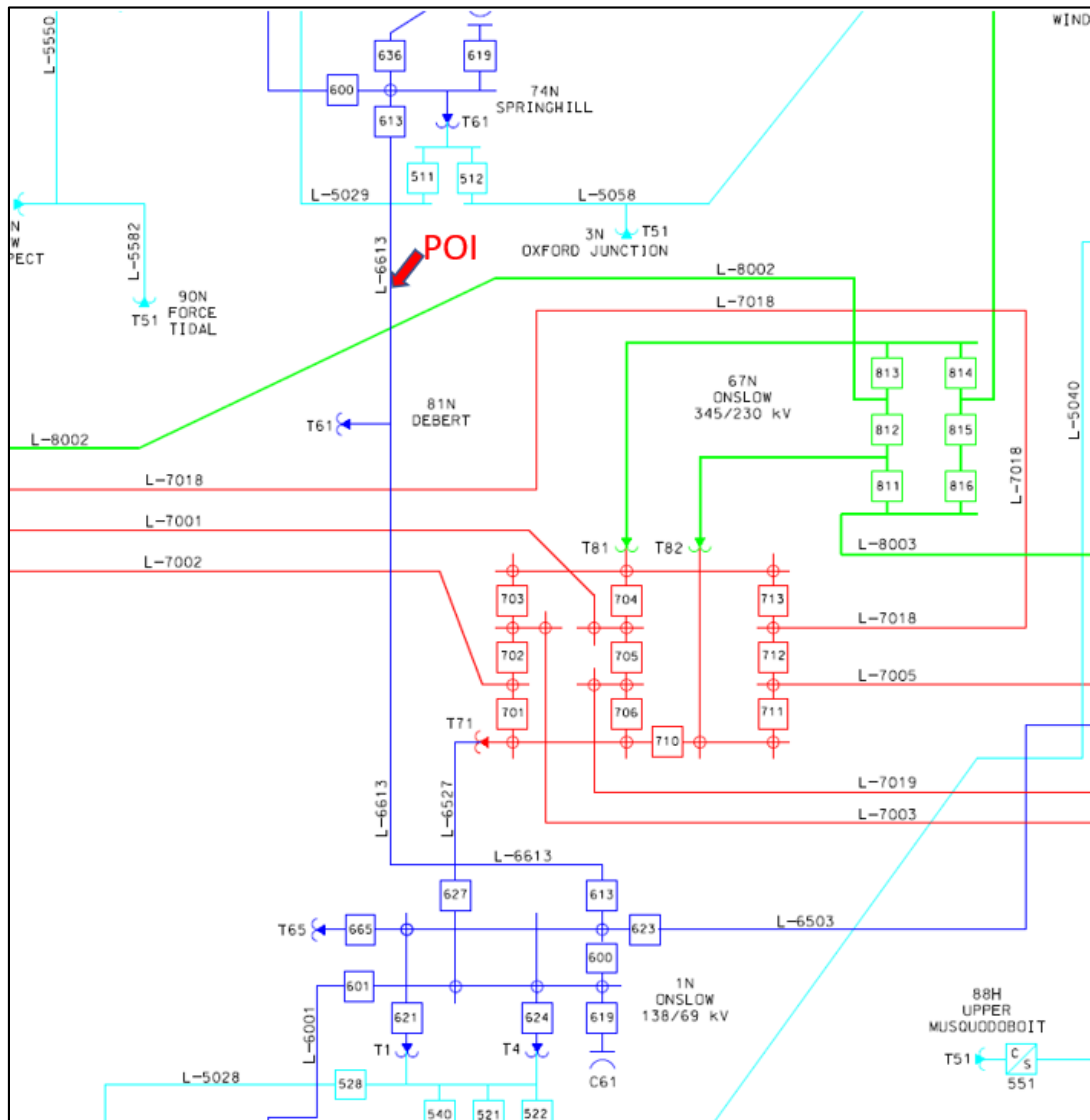 L-5550
WIND
636
619
600
74N
SPRINGHILL
613
T61
511
512
L-5029
L-5058
N
W
PECT
L-5582
L-6613
POI
3N
OXFORD JUNCTION
T51
L-8002
90N
FORCE
TIDAL
T51
L-7018
813
814
67N
ONSLOW
345/230 kV
81N
DEBERT
T61
812
815
L-5040
L-8002
L-7018
L-7018
811
816
L-7001
T81
T82
L-8003
L-7002
703
704
713
L-7018
702
705
712
L-7005
701
706
711
T71
710
L-7019
L-6613
L-6527
L-7003
L-6613
627
613
T65
665
623
L-6503
600
601
1N
ONSLOW
138/69 kV
88H
UPPER
MUSQUODOBOIT
L-6001
621
624
619
T1
T4
C61
T51
C
S
551
L-5028
528
540
521
522